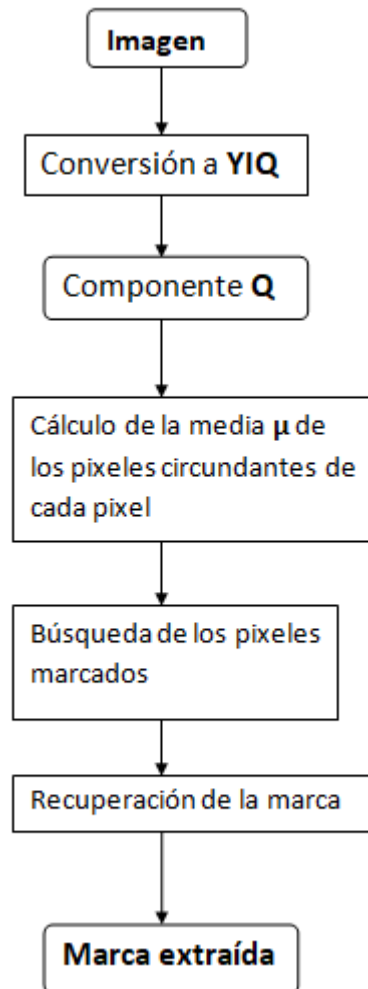 Imagen
Conversión a YIQ
Componente Q
Cálculo de la media μ de
los pixeles circundantes de
cada pixel
Búsqueda de los pixeles
marcados
Recuperación de la marca
Marca extraída